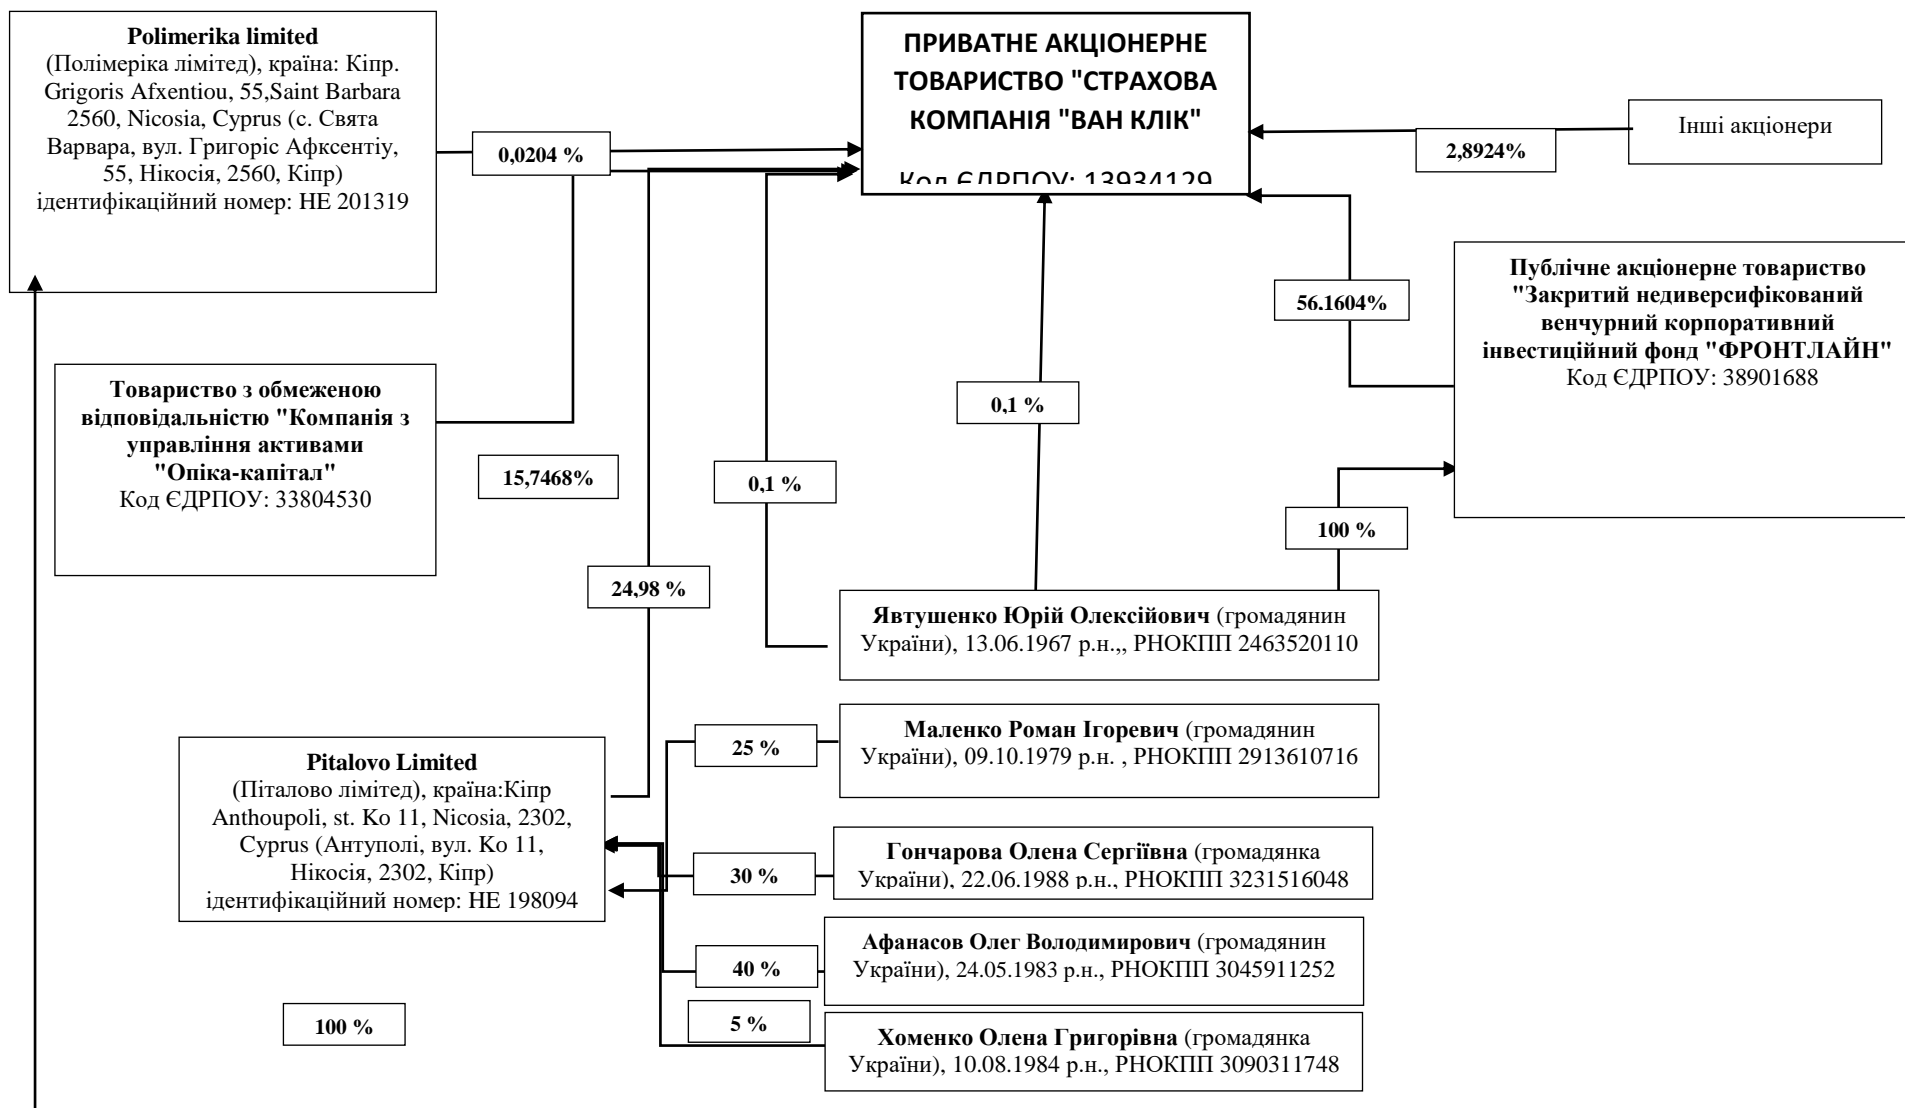 Polimerika limited
(Полімеріка лімітед), країна: Кіпр.
Grigoris Afxentiou, 55,Saint Barbara
2560, Nicosia, Cyprus (с. Свята
Варвара, вул. Григоріс Афксентіу,
55, Нікосія, 2560, Кіпр)
ідентифікаційний номер: НЕ 201319
0,0204 %
ПРИВАТНЕ АКЦІОНЕРНЕ
ТОВАРИСТВО "СТРАХОВА
КОМПАНІЯ "ВАН КЛІК"
Код ЄДРПОУ: 13934129
2,8924%
Інші акціонери
56,1604%
Публічне акціонерне товариство
"Закритий недиверсифікований
венчурний корпоративний
інвестиційний фонд "ФРОНТЛАЙН"
Код ЄДРПОУ: 38901688
Товариство з обмеженою
відповідальністю "Компанія з
управління активами
"Опіка-капітал"
Код ЄДРПОУ: 33804530
15,7468%
0,1 %
0,1 %
100 %
24,98 %
Явтушенко Юрій Олексійович (громадянин
України), 13.06.1967 р.н.,, РНОКПП 2463520110
25 %
Маленко Роман Ігоревич (громадянин
України), 09.10.1979 р.н. , РНОКПП 2913610716
Pitalovo Limited
(Піталово лімітед), країна:Кіпр
Anthoupoli, st. Ko 11, Nicosia, 2302,
Cyprus (Антуполі, вул. Ко 11,
Нікосія, 2302, Кіпр)
ідентифікаційний номер: НЕ 198094
30 %
Гончарова Олена Сергіївна (громадянка
України), 22.06.1988 р.н., РНОКПП 3231516048
40 %
Афанасов Олег Володимирович (громадянин
України), 24.05.1983 р.н., РНОКПП 3045911252
100 %
5 %
Хоменко Олена Григорівна (громадянка
України), 10.08.1984 р.н., РНОКПП 3090311748